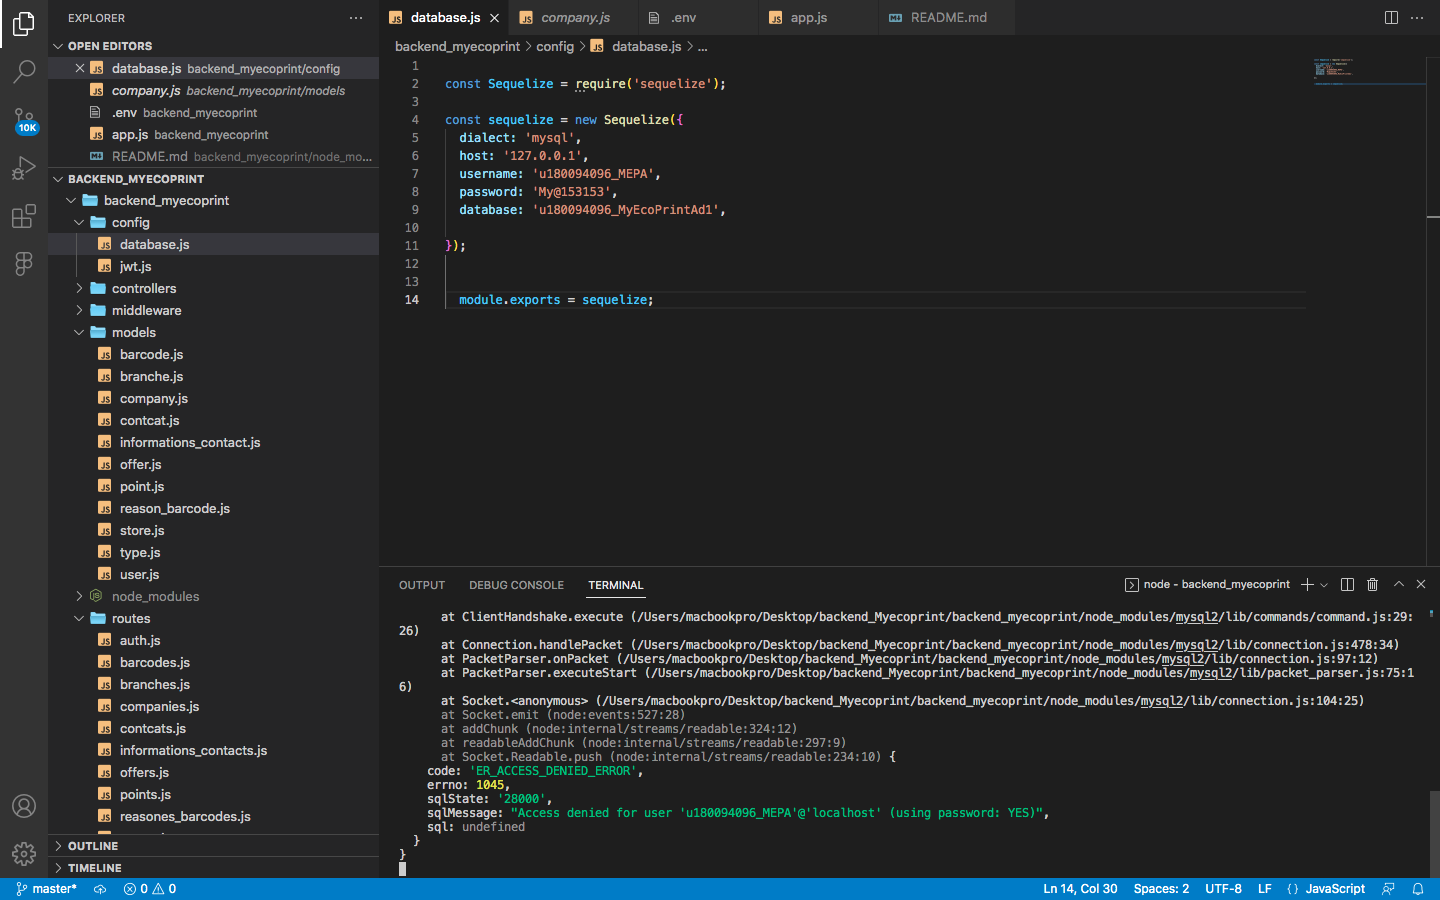 EXPLORER
OPEN EDITORS
database.js backend_myecoprint/config
company.js backend_myecoprint/models
.env backend_myecoprint
app.js backend_myecoprint
README.md backend_myecoprint/node_mo...
10K
BACKEND_MYECOPRINT
backend_myecoprint
config
database.js
jwt.js
controllers
middleware
models
barcode.js
branche.js
company.js
contcat.js
informations_contact.js
offer.js
point.js
reason_barcode.js
store.js
type.js
user.js
node_modules
routes
auth.js
barcodes.js
branches.js
companies.js
contcats.js
informations_contacts.js
offers.js
points.js
reasones_barcodes.js
OUTLINE
TIMELINE
database.js company.js .env app.js README.md
backend_myecoprint > config > database.js > ...
1
2 const Sequelize = require('sequelize');
3
4 const sequelize = new Sequelize({
5 dialect: 'mysql',
6 host: '127.0.0.1',
7 username: 'u180094096_MEPA',
8 password: 'My@153153',
9 database: 'u180094096_MyEcoPrintAd1',
10
11 });
12
13
14 module.exports = sequelize;
OUTPUT DEBUG CONSOLE TERMINAL node - backend_myecoprint
at ClientHandshake.execute (/Users/macbookpro/Desktop/backend_Myecoprint/backend_myecoprint/node_modules/mysql2/lib/commands/command.js:29:
26)
at Connection.handlePacket (/Users/macbookpro/Desktop/backend_Myecoprint/backend_myecoprint/node_modules/mysql2/lib/connection.js:478:34)
at PacketParser.onPacket (/Users/macbookpro/Desktop/backend_Myecoprint/backend_myecoprint/node_modules/mysql2/lib/connection.js:97:12)
at PacketParser.executeStart (/Users/macbookpro/Desktop/backend_Myecoprint/backend_myecoprint/node_modules/mysql2/lib/packet_parser.js:75:1
6)
at Socket.<anonymous> (/Users/macbookpro/Desktop/backend_Myecoprint/backend_myecoprint/node_modules/mysql2/lib/connection.js:104:25)
at Socket.emit (node:events:527:28)
at addChunk (node:internal/streams/readable:324:12)
at readableAddChunk (node:internal/streams/readable:297:9)
at Socket.Readable.push (node:internal/streams/readable:234:10) {
code: 'ER_ACCESS_DENIED_ERROR',
errno: 1045,
sqlState: '28000',
sqlMessage: "Access denied for user 'u180094096_MEPA'@'localhost' (using password: YES)",
sql: undefined
}
}
master* 0 0 Ln 14, Col 30 Spaces: 2 UTF-8 LF {} JavaScript